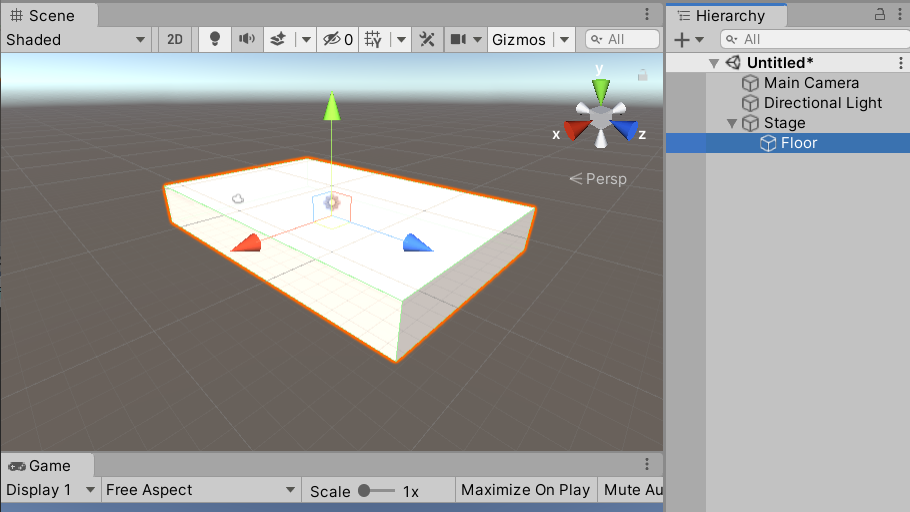 Scene
Shaded
2D
0
Gizmos
All
y
x
z
Persp
Game
Display 1
Free Aspect
Scale
1x
Maximize On Play
Mute Au
Hierarchy
All
Untitled*
Main Camera
Directional Light
Stage
Floor